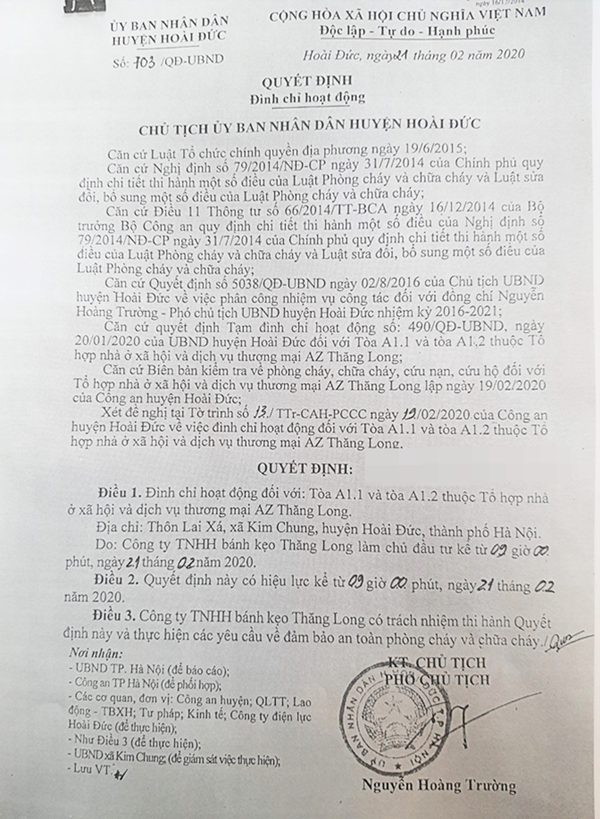 ngày 16/12/2014
ỦY BAN NHÂN DÂN
HUYỆN HOÀI ĐỨC
Số: 703 /QĐ-UBND
CỘNG HÒA XÃ HỘI CHỦ NGHĨA VIỆT NAM
Độc lập - Tự do - Hạnh phúc
Hoài Đức, ngày 21 tháng 02 năm 2020
QUYẾT ĐỊNH
Đình chỉ hoạt động
CHỦ TỊCH ỦY BAN NHÂN DÂN HUYỆN HOÀI ĐỨC
Căn cứ Luật Tổ chức chính quyền địa phương ngày 19/6/2015;
Căn cứ Nghị định số 79/2014/NĐ-CP ngày 31/7/2014 của Chính phủ quy
định chi tiết thi hành một số điều của Luật Phòng cháy và chữa cháy và Luật sửa
đổi, bổ sung một số điều của Luật Phòng cháy và chữa cháy;
Căn cứ Điều 11 Thông tư số 66/2014/TT-BCA ngày 16/12/2014 của Bộ
trưởng Bộ Công an quy định chi tiết thi hành một số điều của Nghị định số
79/2014/NĐ-CP ngày 31/7/2014 của Chính phủ quy định chi tiết thi hành một số
điều của Luật Phòng cháy và chữa cháy và Luật sửa đổi, bổ sung một số điều của
Luật Phòng cháy và chữa cháy;
Căn cứ Quyết định số 5038/QĐ-UBND ngày 02/8/2016 của Chủ tịch UBND
huyện Hoài Đức về việc phân công nhiệm vụ công tác đối với đồng chí Nguyễn
Hoàng Trường - Phó chủ tịch UBND huyện Hoài Đức nhiệm kỳ 2016-2021;
Căn cứ quyết định Tạm đình chỉ hoạt động số: 490/QĐ-UBND, ngày
20/01/2020 của UBND huyện Hoài Đức đối với Tòa A1.1 và tòa A1.2 thuộc Tổ
hợp nhà ở xã hội và dịch vụ thương mại AZ Thăng Long;
Căn cứ Biên bản kiểm tra về phòng cháy, chữa cháy, cứu nạn, cứu hộ đối với
Tổ hợp nhà ở xã hội và dịch vụ thương mại AZ Thăng Long lập ngày 19/02/2020
của Công an huyện Hoài Đức;
Xét đề nghị tại Tờ trình số 13./ TTr-CAH-PCCC ngày 19/02/2020 của Công an
huyện Hoài Đức về việc đình chỉ hoạt động đối với Tòa A1.1 và tòa A1.2 thuộc Tổ
hợp nhà ở xã hội và dịch vụ thương mại AZ Thăng Long.
QUYẾT ĐỊNH:
Điều 1. Đình chỉ hoạt động đối với: Tòa A1.1 và tòa A1.2 thuộc Tổ hợp nhà
ở xã hội và dịch vụ thương mại AZ Thăng Long.
Địa chỉ: Thôn Lai Xá, xã Kim Chung, huyện Hoài Đức, thành phố Hà Nội.
Do: Công ty TNHH bánh kẹo Thăng Long làm chủ đầu tư kể từ 09 giờ 00
phút, ngày 21 tháng 02 năm 2020.
Điều 2. Quyết định này có hiệu lực kể từ 09 giờ 00 phút, ngày 21 tháng 02
năm 2020.
Điều 3. Công ty TNHH bánh kẹo Thăng Long có trách nhiệm thi hành Quyết
định này và thực hiện các yêu cầu về đảm bảo an toàn phòng cháy và chữa cháy./.
Nơi nhận:
- UBND TP. Hà Nội (để báo cáo);
- Công an TP Hà Nội (để phối hợp);
- Các cơ quan, đơn vị: Công an huyện; QLTT; Lao
động - TBXH; Tư pháp; Kinh tế; Công ty điện lực
Hoài Đức (để thực hiện);
- Như Điều 3 (để thực hiện);
- UBND xã Kim Chung; (để giám sát việc thực hiện);
- Lưu VT.
KT. CHỦ TỊCH
PHÓ CHỦ TỊCH
ỦY BAN NHÂN DÂN HUYỆN HOÀI ĐỨC T.P HÀ NỘI
Nguyễn Hoàng Trường